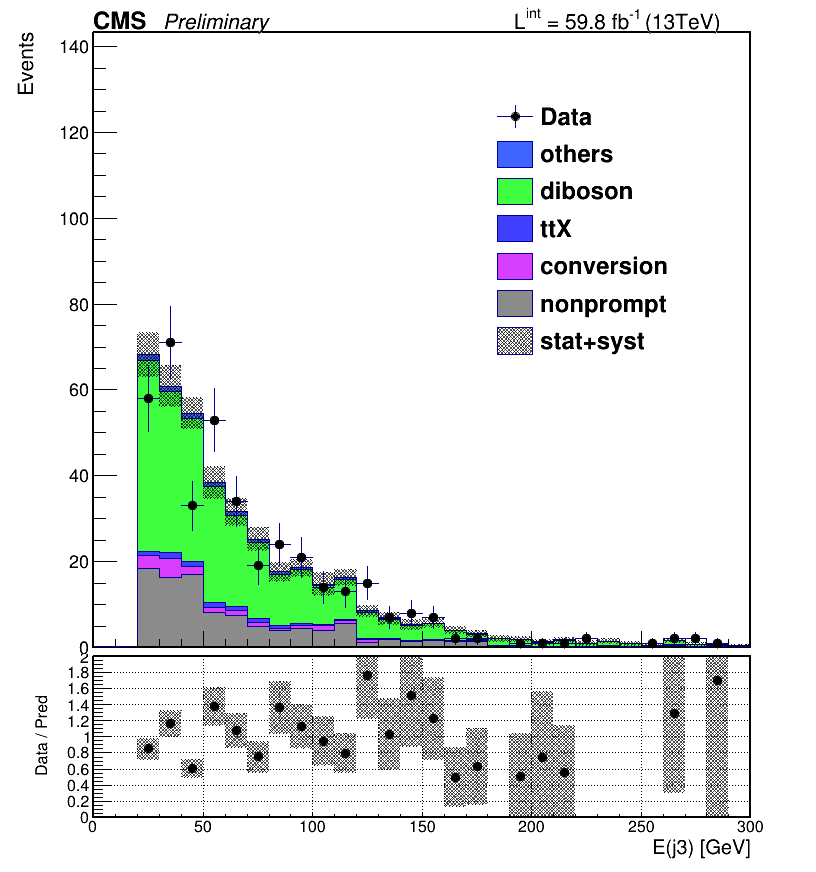 CMS Preliminary L^int = 59.8 fb^-1 (13TeV)
Events
140
120
100
80
60
40
20
0
Data
others
diboson
ttX
conversion
nonprompt
stat+syst
Data / Pred
2
1.8
1.6
1.4
1.2
1
0.8
0.6
0.4
0.2
0
0 50 100 150 200 250 300
E(j3) [GeV]